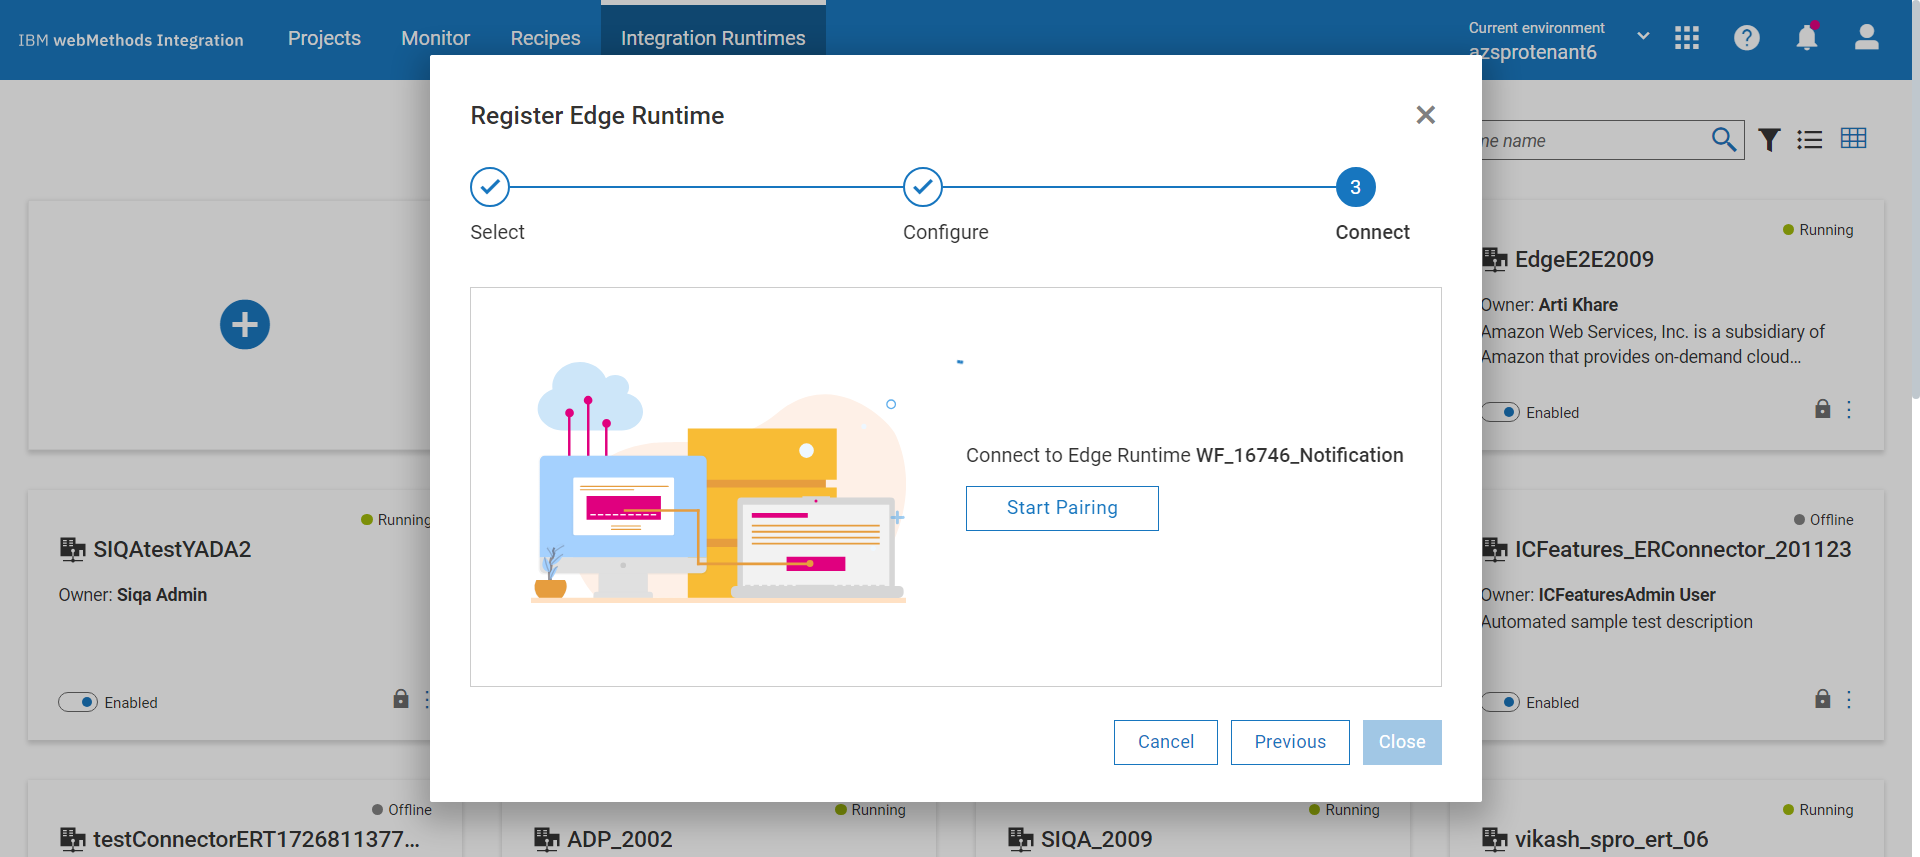 IBM webMethods Integration
Projects
Monitor
Recipes
Integration Runtimes
Current environment
azsprotenant6
Register Edge Runtime
me name
3
Select
Configure
Connect
Running
EdgeE2E2009
Owner: Arti Khare
Amazon Web Services, Inc. is a subsidiary of
Amazon that provides on-demand cloud...
Enabled
Connect to Edge Runtime WF_16746_Notification
Start Pairing
Running
SIQAtestYADA2
Owner: Siqa Admin
Enabled
Offline
ICFeatures_ERConnector_201123
Owner: ICFeaturesAdmin User
Automated sample test description
Enabled
Cancel
Previous
Close
Offline
testConnectorERT1726811377...
Running
ADP_2002
Running
SIQA_2009
Running
vikash_spro_ert_06